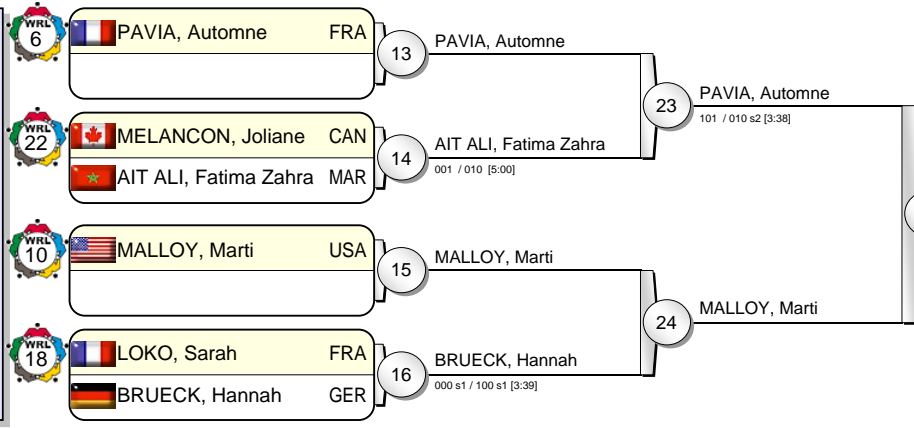 WRL 6 PAVIA, Automne FRA
13 PAVIA, Automne
WRL 22 MELANCON, Joliane CAN
AIT ALI, Fatima Zahra MAR
14 AIT ALI, Fatima Zahra
001 / 010 [5:00]
23 PAVIA, Automne
101 / 010 s2 [3:38]
WRL 10 MALLOY, Marti USA
15 MALLOY, Marti
WRL 18 LOKO, Sarah FRA
BRUECK, Hannah GER
16 BRUECK, Hannah
000 s1 / 100 s1 [3:39]
24 MALLOY, Marti